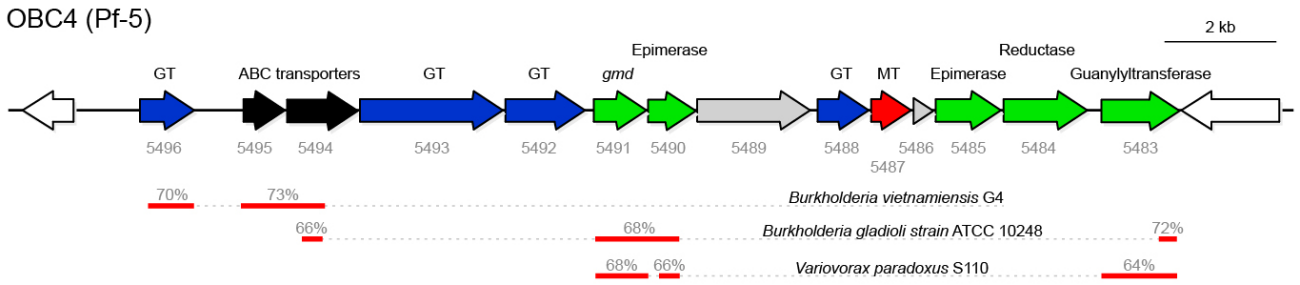 OBC4 (Pf-5)
2 kb
Epimerase Reductase
GT ABC transporters GT GT gmd GT MT Epimerase Guanylyltransferase
5496 5495 5494 5493 5492 5491 5490 5489 5488 5486 5485 5484 5483
5487
70% 73% Burkholderia vietnamiensis G4
66% 68% Burkholderia gladioli strain ATCC 10248 72%
68% 66% Variovorax paradoxus S110 64%